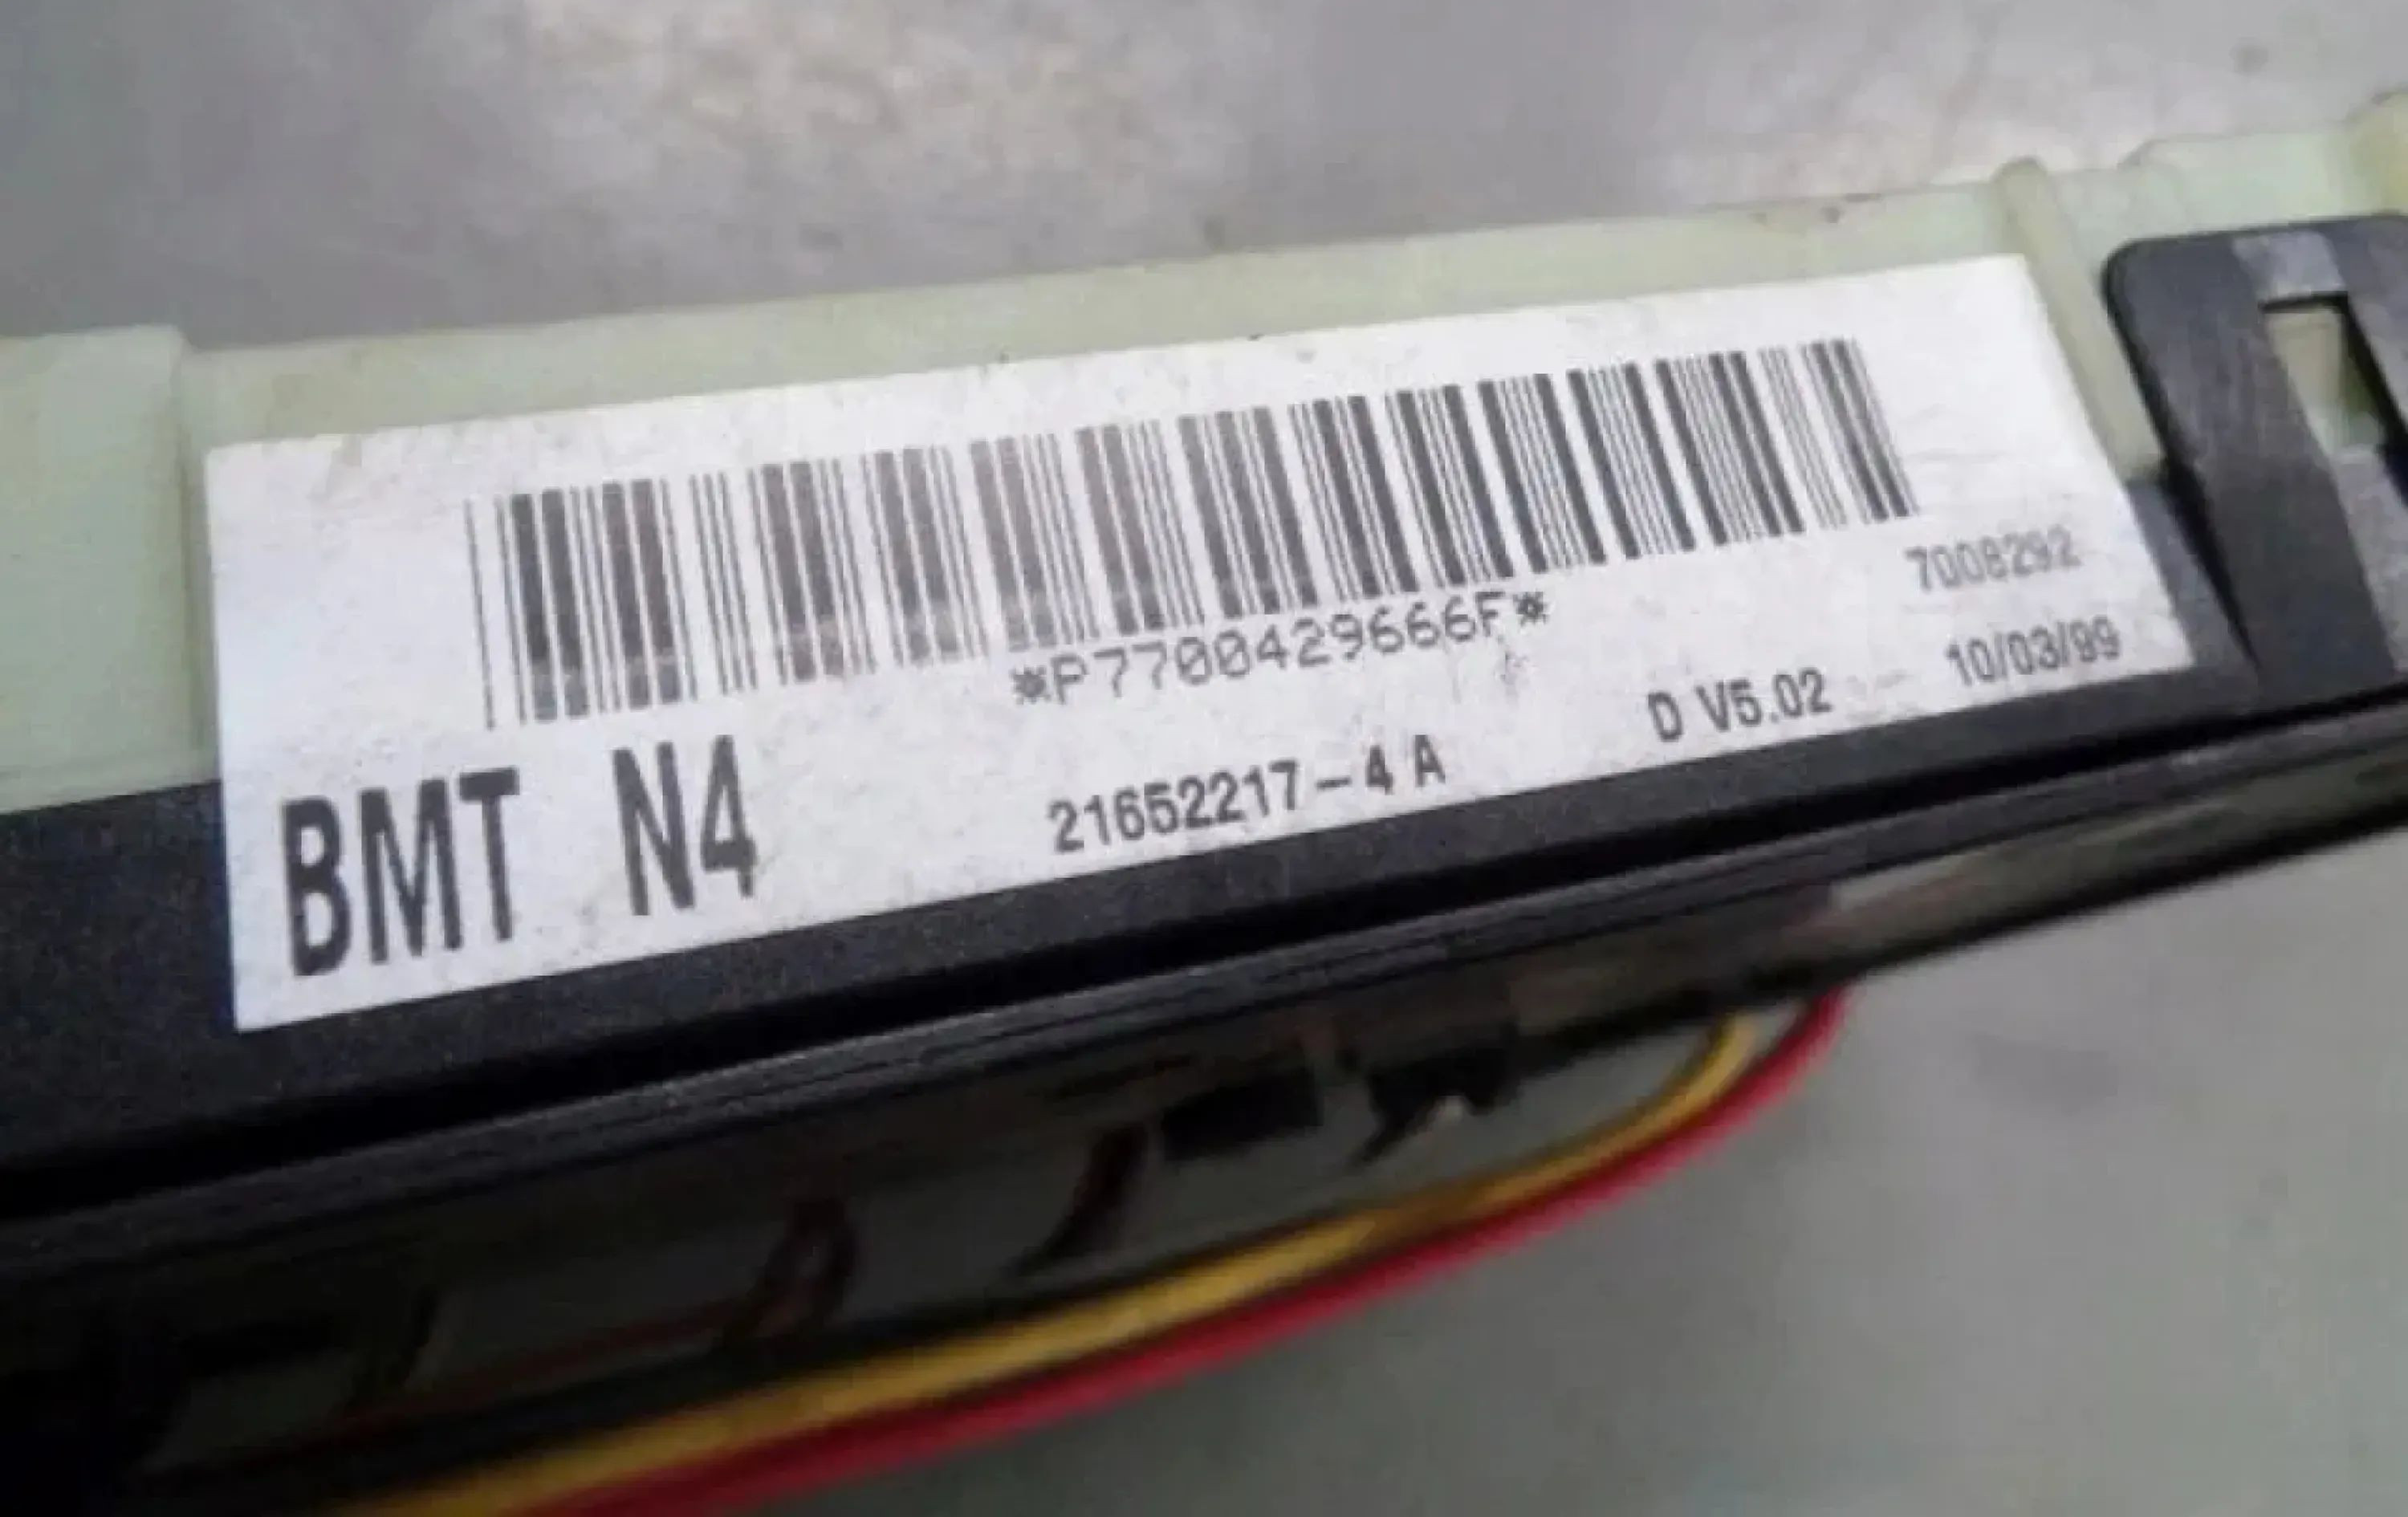 *P7700429666F*
7008292
BMT N4
21652217-4 A
D V5.02
10/03/99